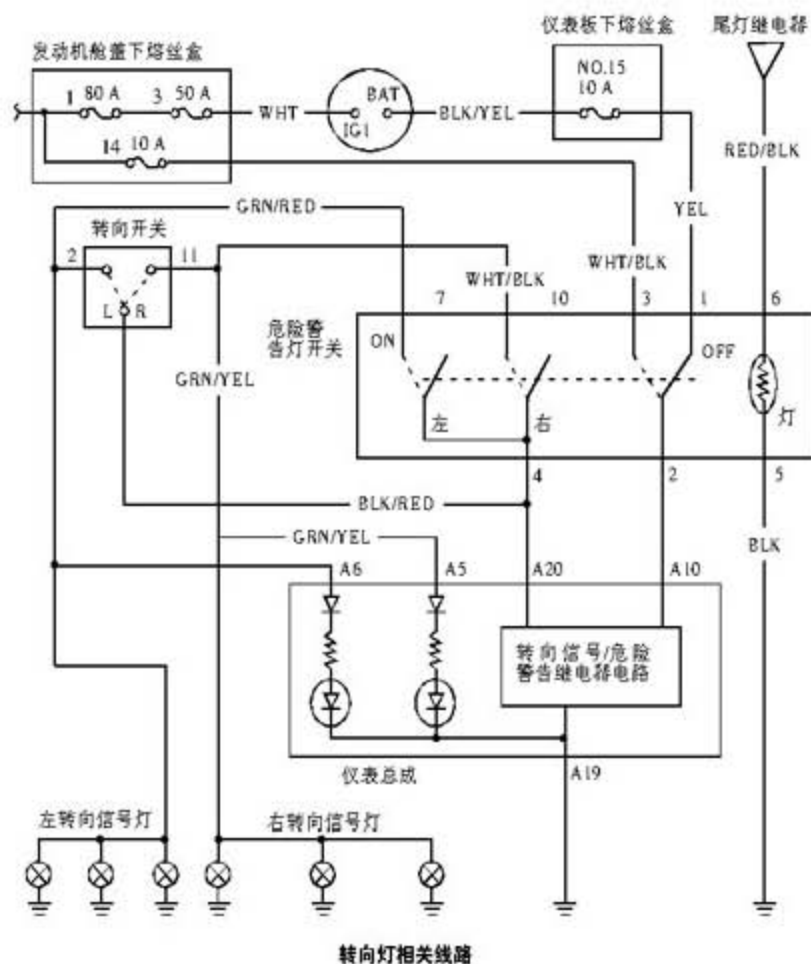 发动机舱盖下熔丝盒
仪表板下熔丝盒
尾灯继电器
1 80 A 3 50 A
14 10 A
WHT
IG1 BAT
BLK/YEL
NO.15
10 A
RED/BLK
YEL
GRN/RED
转向开关
2 11
L R
WHT/BLK
WHT/BLK
7 10 3 1 6
危险警
告灯开关
ON
OFF
左 右
灯
GRN/YEL
4 2 5
BLK/RED
GRN/YEL
BLK
A6 A5 A20 A10
转向信号/危险
警告继电器电路
仪表总成
A19
左转向信号灯
右转向信号灯
转向灯相关线路